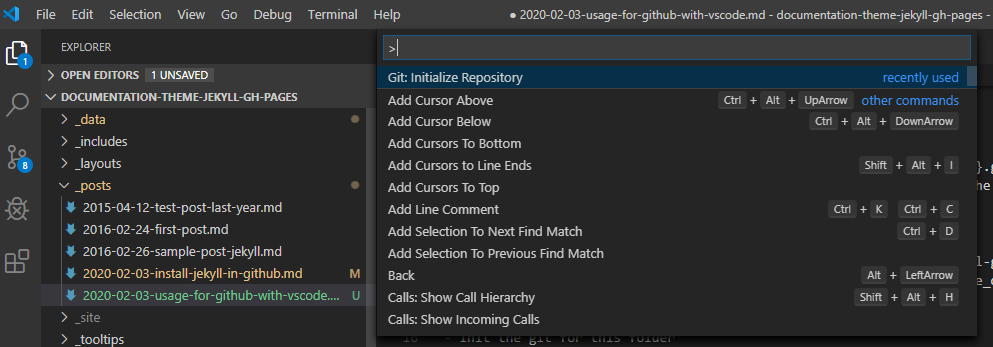 File Edit Selection View Go Debug Terminal Help ● 2020-02-03-usage-for-github-with-vscode.md - documentation-theme-jekyll-gh-pages -
EXPLORER
>
1
OPEN EDITORS 1 UNSAVED
Git: Initialize Repository recently used
DOCUMENTATION-THEME-JEKYLL-GH-PAGES
Add Cursor Above Ctrl + Alt + UpArrow other commands
_data
Add Cursor Below Ctrl + Alt + DownArrow
_includes
Add Cursors To Bottom
_layouts
8
Add Cursors to Line Ends Shift + Alt + I
_posts
Add Cursors To Top
2015-04-12-test-post-last-year.md
Add Line Comment Ctrl + K Ctrl + C
2016-02-24-first-post.md
Add Selection To Next Find Match Ctrl + D
2016-02-26-sample-post-jekyll.md
Add Selection To Previous Find Match
2020-02-03-install-jekyll-in-github.md M
Back Alt + LeftArrow
2020-02-03-usage-for-github-with-vscode.... U
Calls: Show Call Hierarchy Shift + Alt + H
_site
Calls: Show Incoming Calls
_tooltips
- init the git for this folder